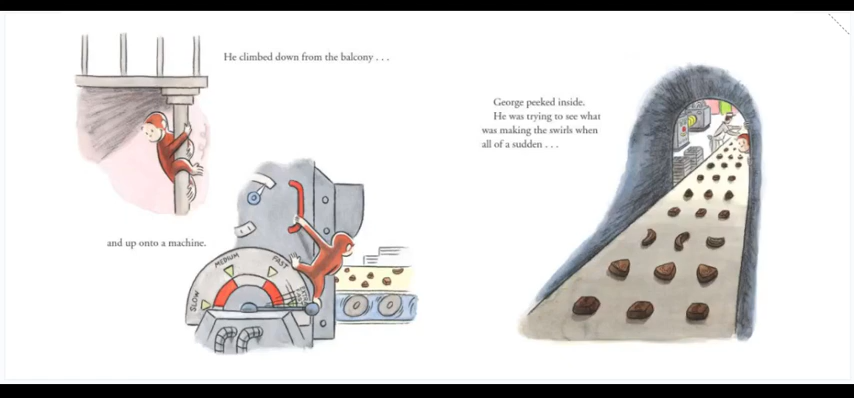 He climbed down from the balcony . . .
and up onto a machine.
SLOW
MEDIUM
FAST
George peeked inside.
He was trying to see what
was making the swirls when
all of a sudden . . .